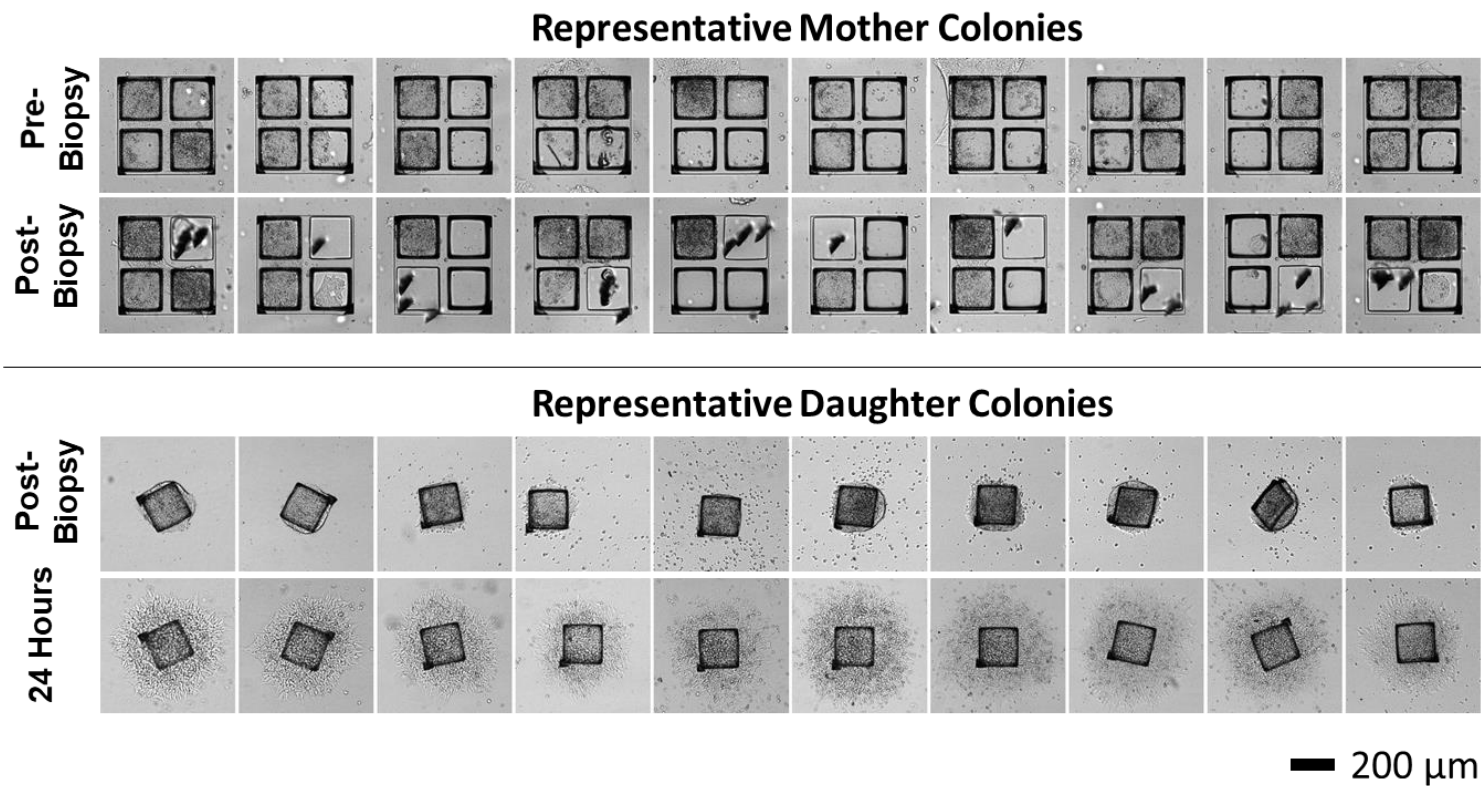 Representative Mother Colonies
Pre-
Biopsy
Post-
Biopsy
Representative Daughter Colonies
Post-
Biopsy
24 Hours
200 µm